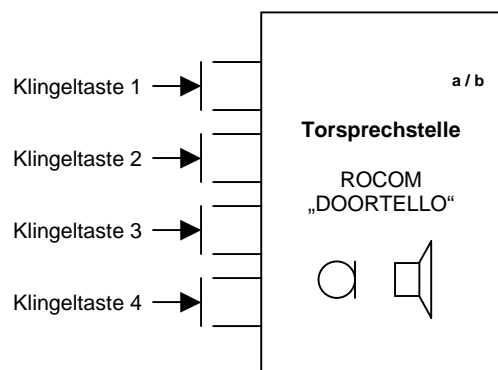 Klingeltaste 1
Klingeltaste 2
Klingeltaste 3
Klingeltaste 4
a / b
Torsprechstelle
ROCOM
„DOORTELLO“